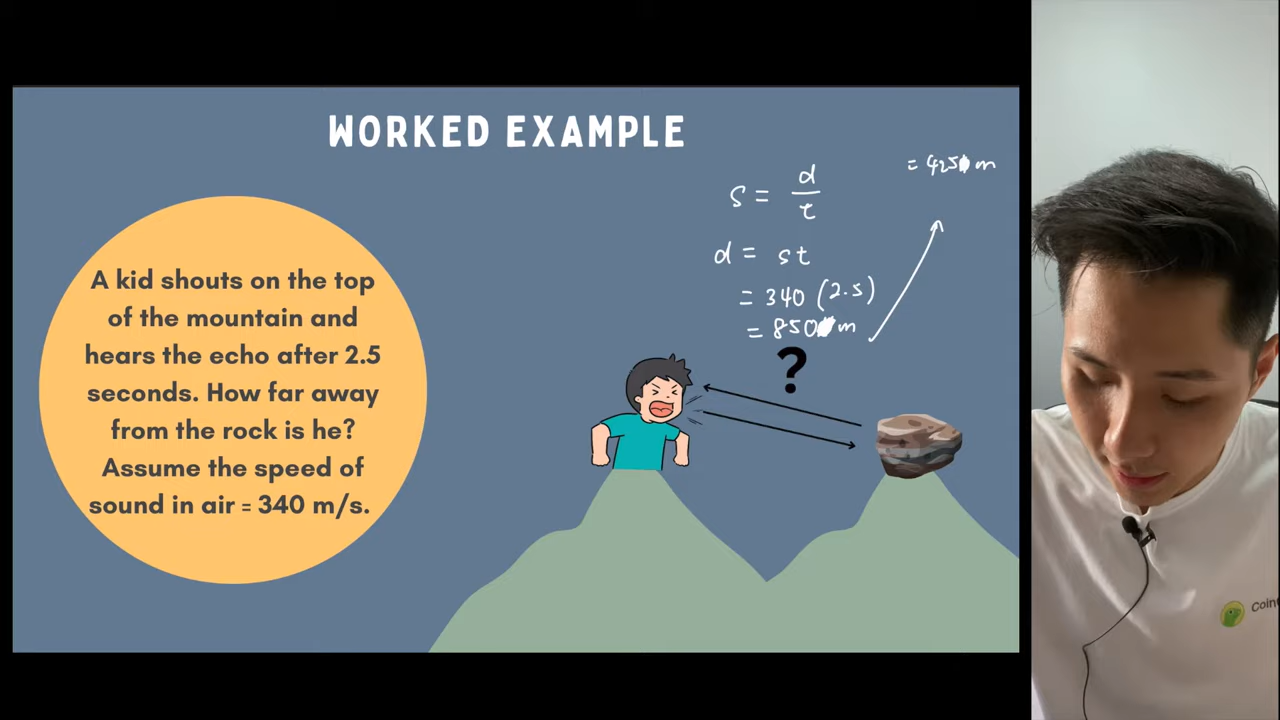 WORKED EXAMPLE
A kid shouts on the top
of the mountain and
hears the echo after 2.5
seconds. How far away
from the rock is he?
Assume the speed of
sound in air = 340 m/s.
s = d/t
d = st
= 340 (2.5)
= 850 m
= 425 m
?